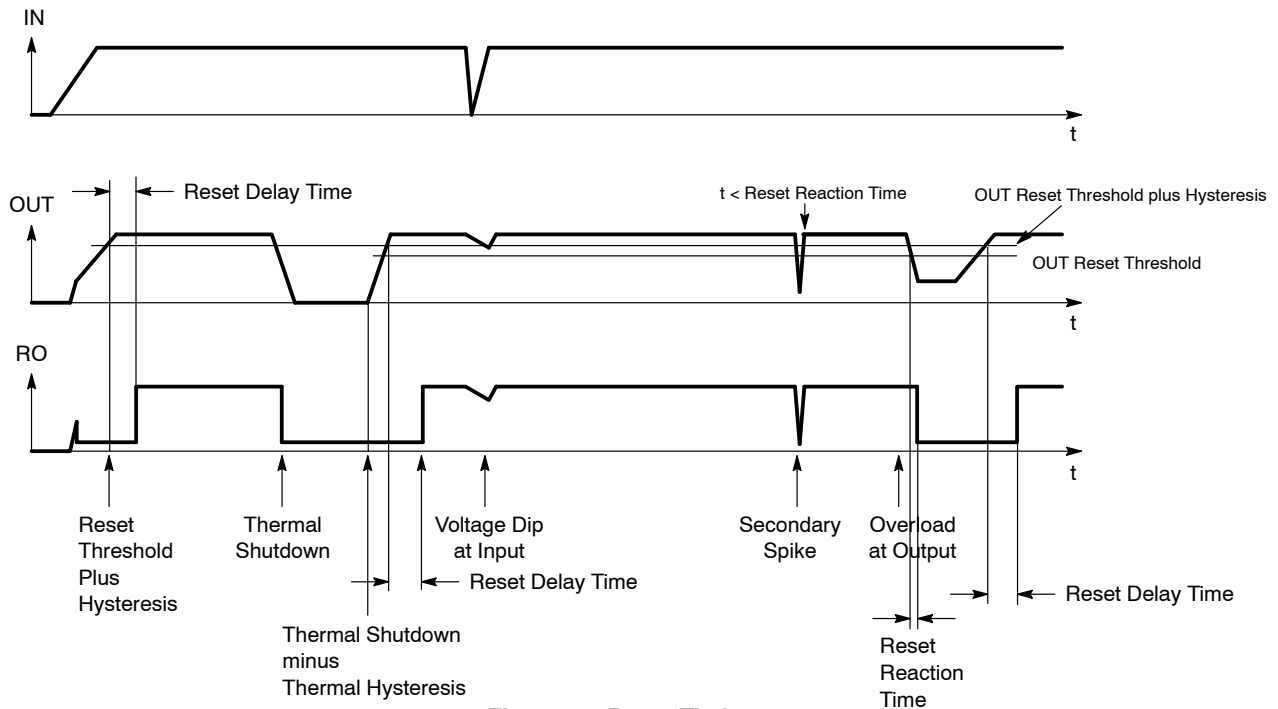 IN
t
Reset Delay Time
t < Reset Reaction Time
OUT Reset Threshold plus Hysteresis
OUT
OUT Reset Threshold
t
RO
t
Reset
Threshold
Plus
Hysteresis
Thermal
Shutdown
Voltage Dip
at Input
Secondary
Spike
Overload
at Output
Reset Delay Time
Reset Delay Time
Thermal Shutdown
minus
Thermal Hysteresis
Reset
Reaction
Time